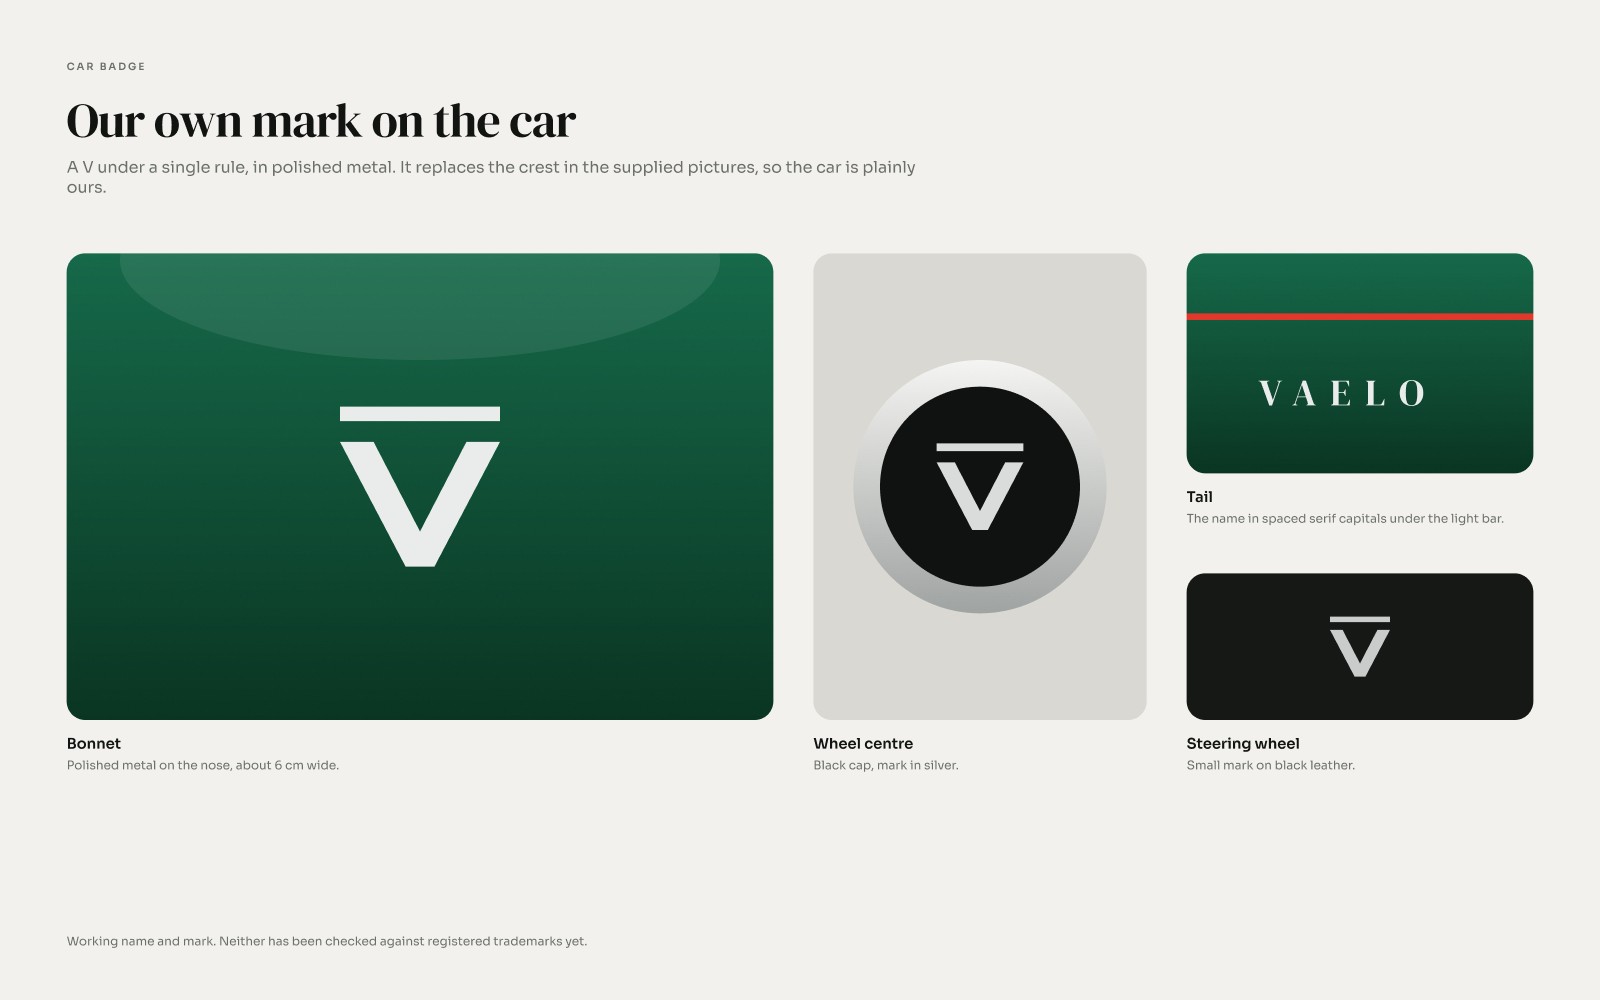 CAR BADGE
Our own mark on the car
A V under a single rule, in polished metal. It replaces the crest in the supplied pictures, so the car is plainly
ours.
VAELO
Tail
The name in spaced serif capitals under the light bar.
Bonnet
Polished metal on the nose, about 6 cm wide.
Wheel centre
Black cap, mark in silver.
Steering wheel
Small mark on black leather.
Working name and mark. Neither has been checked against registered trademarks yet.